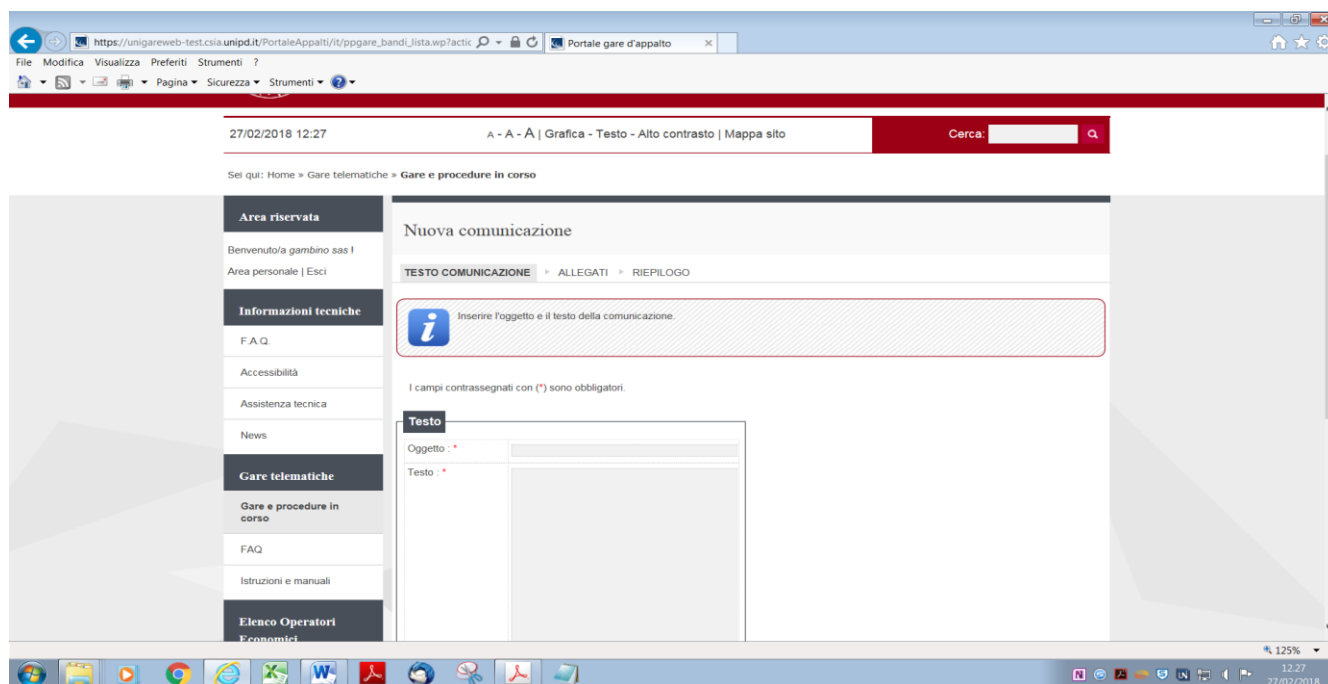 https://unigareweb-test.csia.unipd.it/PortaleAppalti/it/ppgare_bandi_lista.wp?actic
Portale gare d'appalto
File Modifica Visualizza Preferiti Strumenti ?
Pagina Sicurezza Strumenti
27/02/2018 12:27
A - A - A | Grafica - Testo - Alto contrasto | Mappa sito
Cerca:
Sei qui: Home » Gare telematiche » Gare e procedure in corso
Area riservata
Benvenuto/a gambino sas !
Area personale | Esci
Informazioni tecniche
F.A.Q.
Accessibilità
Assistenza tecnica
News
Gare telematiche
Gare e procedure in
corso
FAQ
Istruzioni e manuali
Elenco Operatori
Economici
Nuova comunicazione
TESTO COMUNICAZIONE ALLEGATI RIEPILOGO
Inserire l'oggetto e il testo della comunicazione.
I campi contrassegnati con (*) sono obbligatori.
Testo
Oggetto : *
Testo : *
125%
12.27
27/02/2018